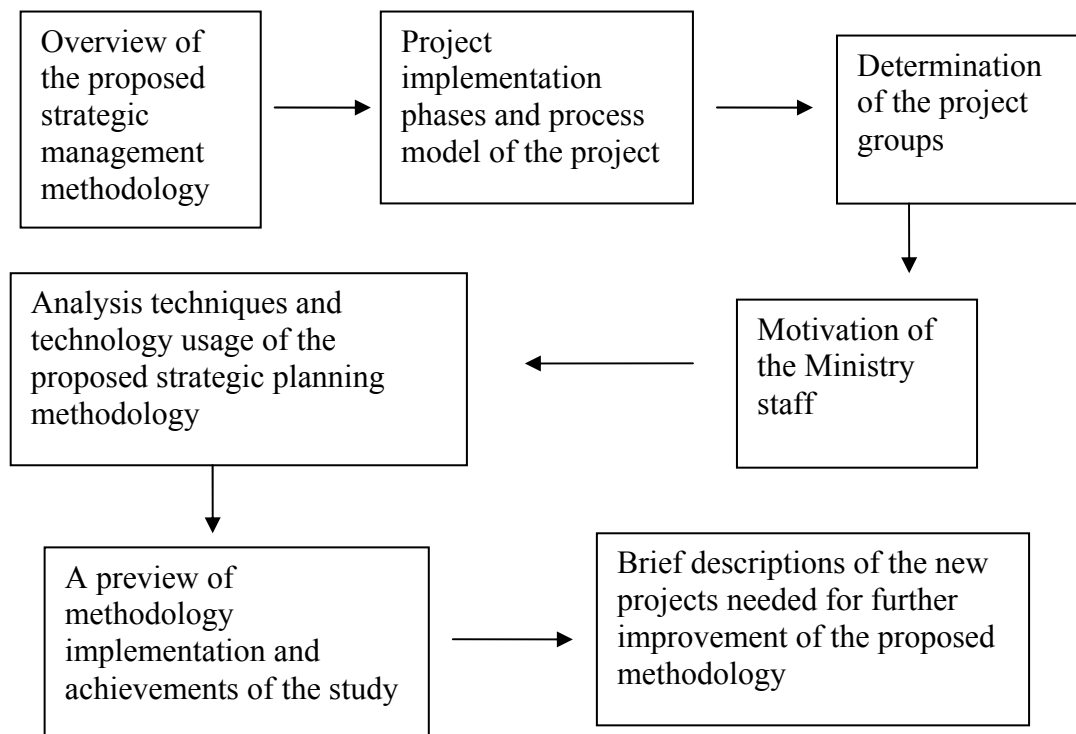 Overview of
the proposed
strategic
management
methodology
Project
implementation
phases and process
model of the project
Determination
of the project
groups
Motivation of
the Ministry
staff
Analysis techniques and
technology usage of the
proposed strategic planning
methodology
A preview of
methodology
implementation and
achievements of the study
Brief descriptions of the new
projects needed for further
improvement of the proposed
methodology